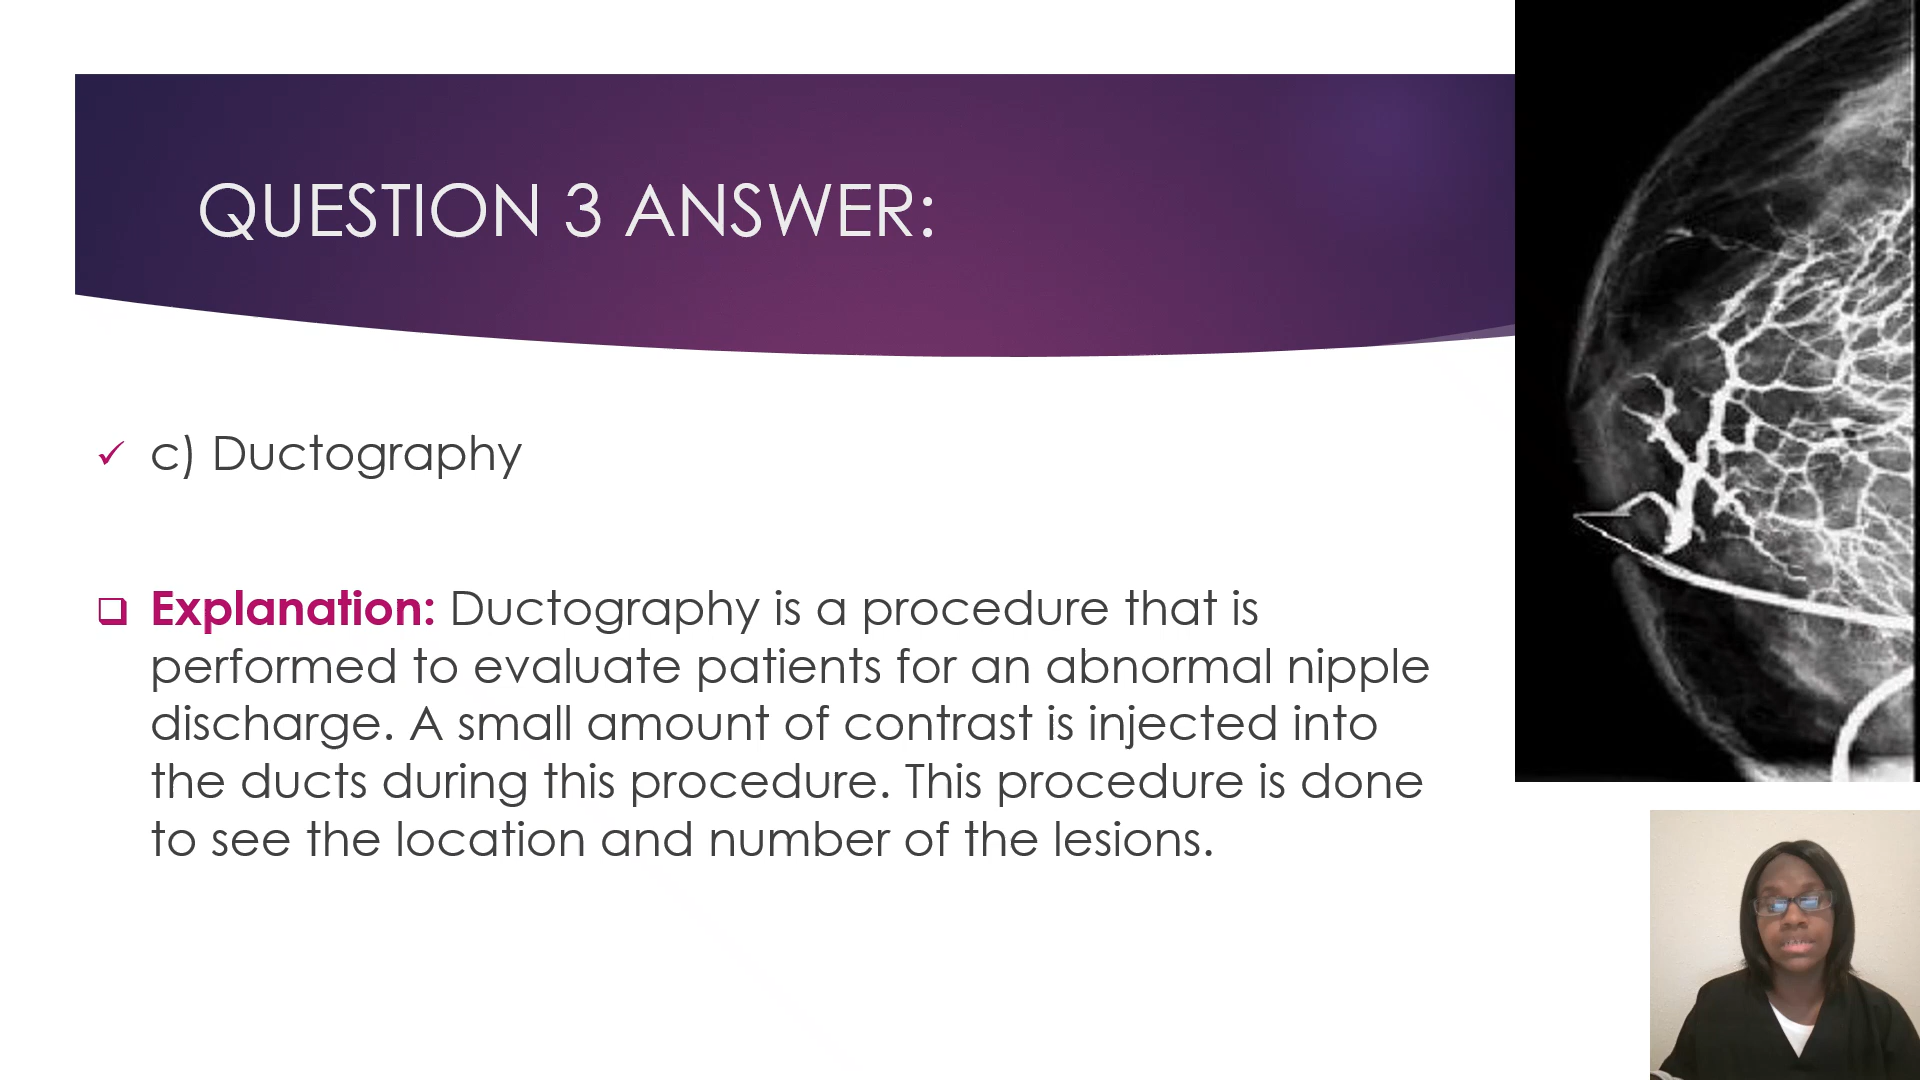 QUESTION 3 ANSWER:
c) Ductography
Explanation: Ductography is a procedure that is
performed to evaluate patients for an abnormal nipple
discharge. A small amount of contrast is injected into
the ducts during this procedure. This procedure is done
to see the location and number of the lesions.